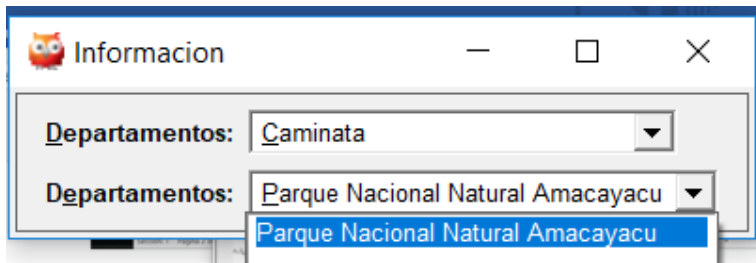 Informacion
Departamentos: Caminata
Departamentos: Parque Nacional Natural Amacayacu
Parque Nacional Natural Amacayacu